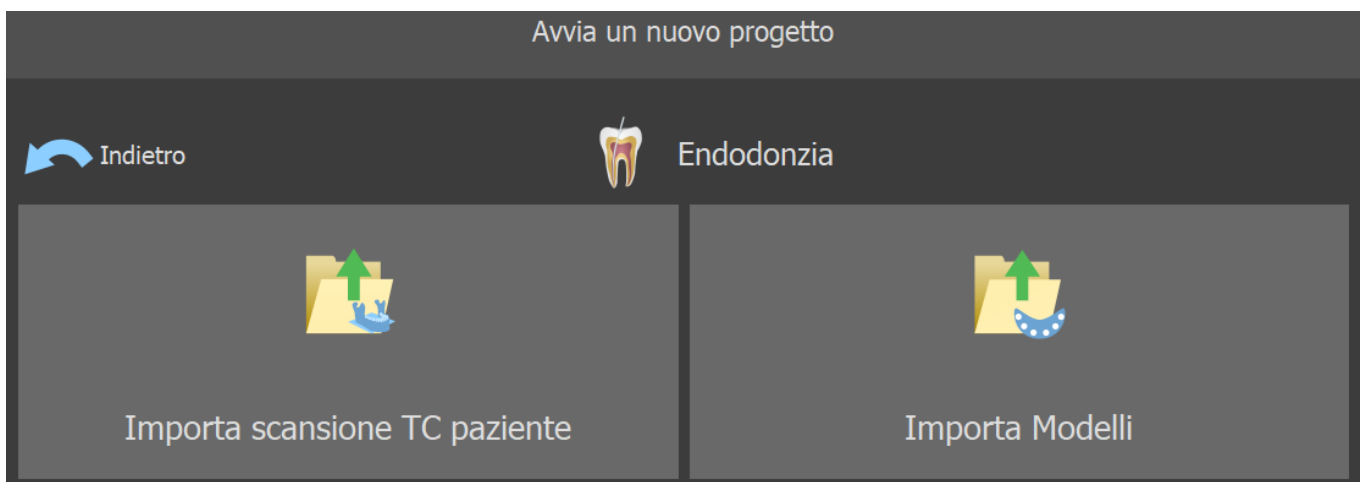 Avvia un nuovo progetto
Indietro
Endodonzia
Importa scansione TC paziente
Importa Modelli